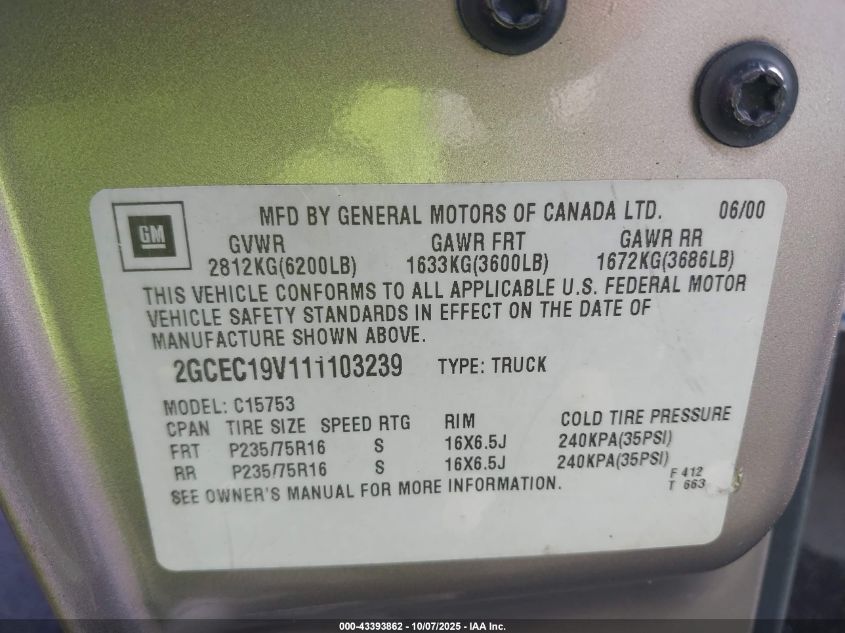 GM
MFD BY GENERAL MOTORS OF CANADA LTD. 06/00
GVWR GAWR FRT GAWR RR
2812KG(6200LB) 1633KG(3600LB) 1672KG(3686LB)
THIS VEHICLE CONFORMS TO ALL APPLICABLE U.S. FEDERAL MOTOR
VEHICLE SAFETY STANDARDS IN EFFECT ON THE DATE OF
MANUFACTURE SHOWN ABOVE.
2GCEC19V111103239 TYPE: TRUCK
MODEL: C15753
CPAN TIRE SIZE SPEED RTG RIM COLD TIRE PRESSURE
FRT P235/75R16 S 16X6.5J 240KPA(35PSI)
RR P235/75R16 S 16X6.5J 240KPA(35PSI)
SEE OWNER'S MANUAL FOR MORE INFORMATION.
F 412
T 663
000-43393862 - 10/07/2025 - IAA Inc.